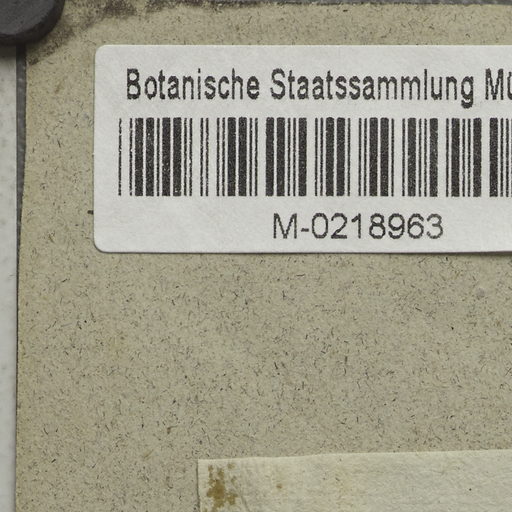 Botanische Staatssammlung Mü
M-0218963